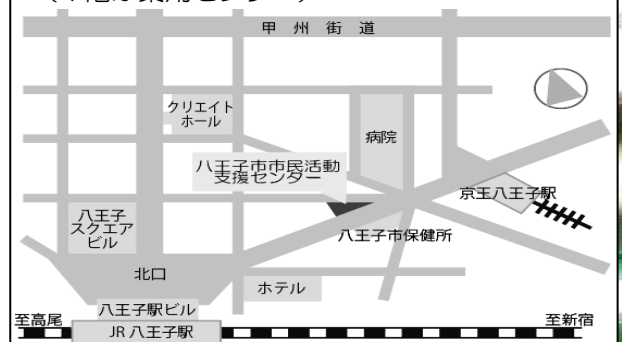 甲州街道
クリエイト
ホール
病院
八王子市市民活動
支援センター
京王八王子駅
八王子
スクエア
ビル
八王子市保健所
北口
ホテル
八王子駅ビル
至高尾
至新宿
JR 八王子駅